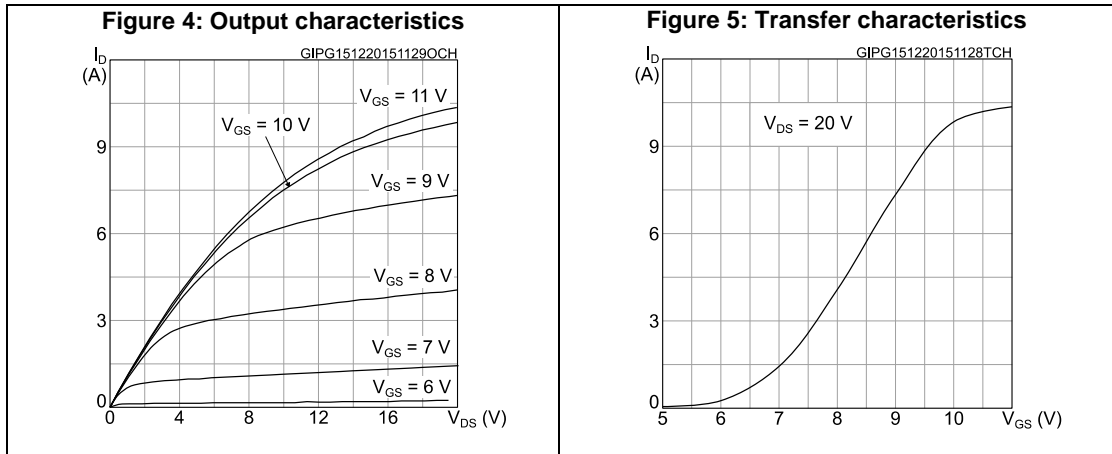 Figure 4: Output characteristics
I_D
(A)
GIPG151220151129OCH
V_GS = 11 V
V_GS = 10 V
9
V_GS = 9 V
6
V_GS = 8 V
3
V_GS = 7 V
V_GS = 6 V
0
0 4 8 12 16 V_DS (V)
Figure 5: Transfer characteristics
I_D
(A)
GIPG151220151128TCH
V_DS = 20 V
9
6
3
0
5 6 7 8 9 10 V_GS (V)